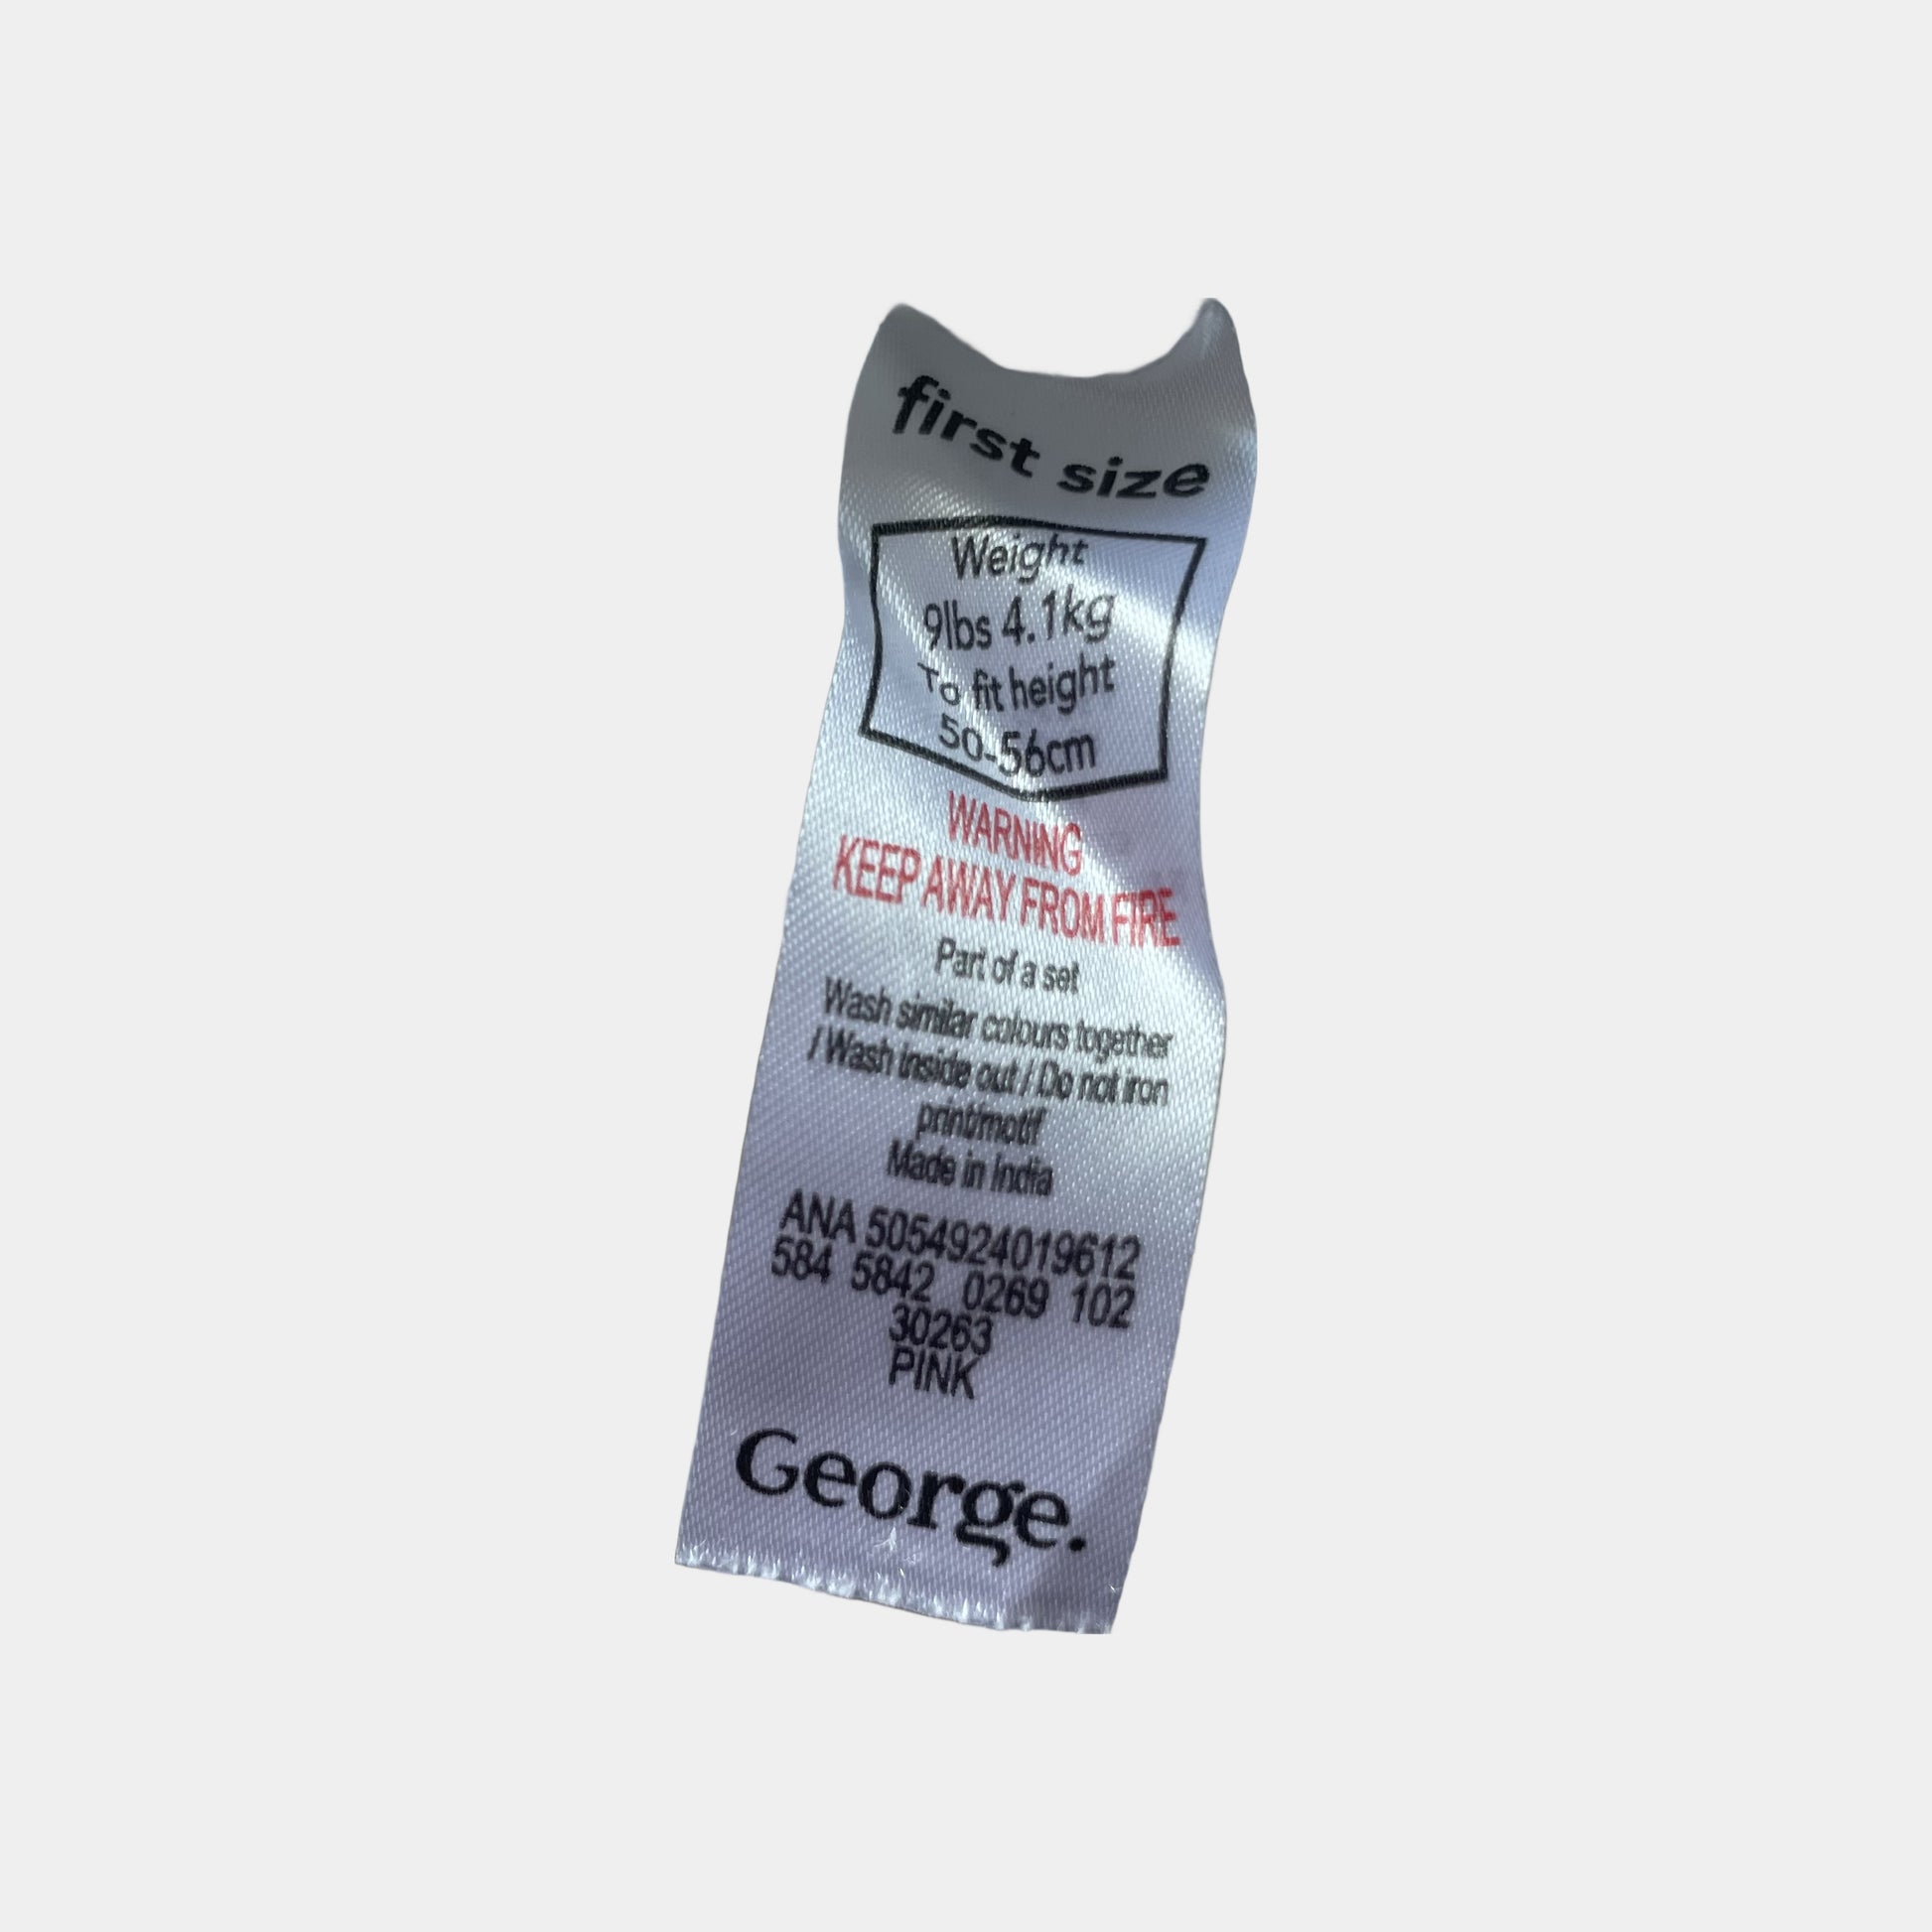 first size
Weight
9lbs 4.1kg
To fit height
50-56cm
WARNING
KEEP AWAY FROM FIRE
Part of a set
Wash similar colours together
/ Wash inside out / Do not iron
print/motif
Made in India
ANA 5054924019612
584 5842 0269 102
30263
PINK
George.